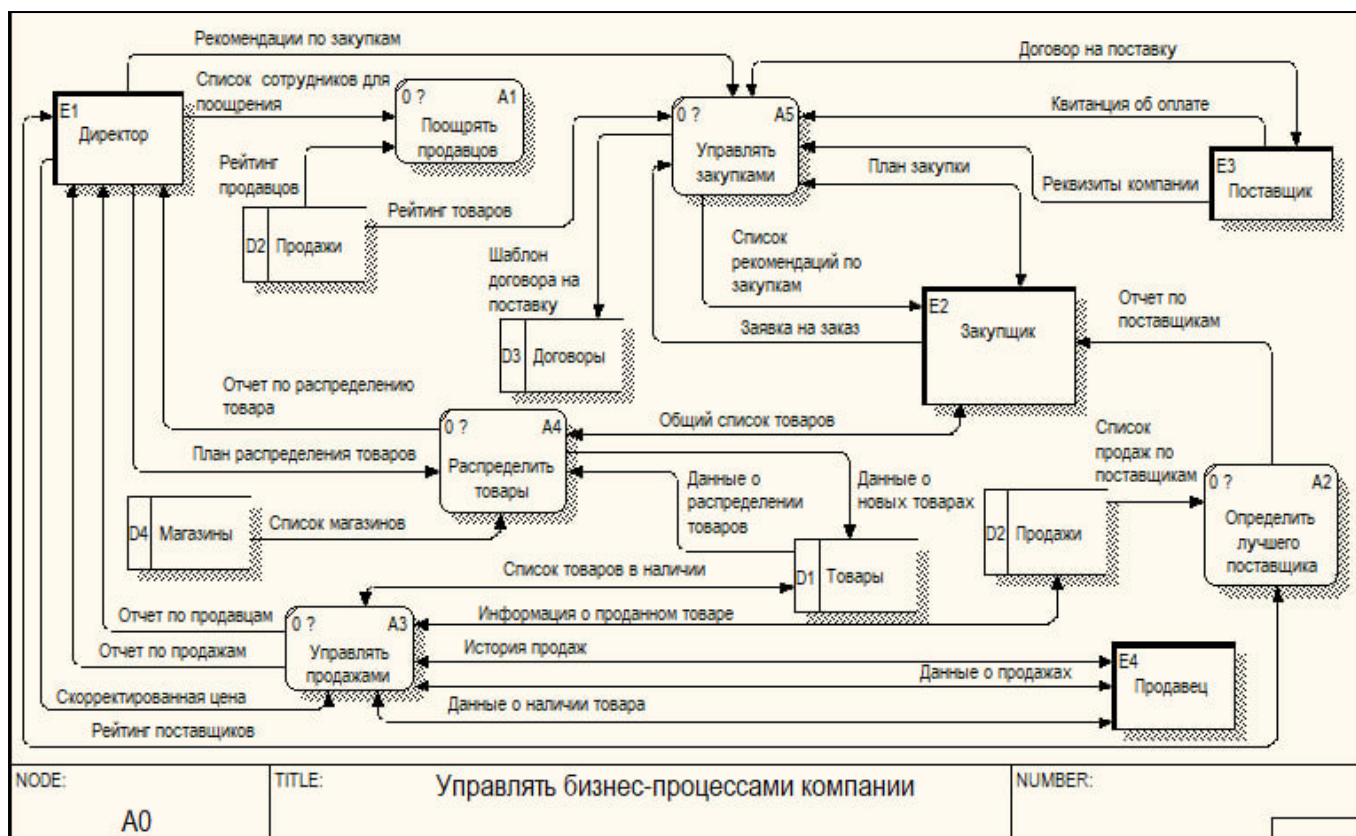 Рекомендации по закупкам
Договор на поставку
Список сотрудников для
поощрения
E1
Директор
0 ?
A1
Поощрять
продавцов
0 ?
A5
Управлять
закупками
Квитанция об оплате
План закупки
Реквизиты компании
E3
Поставщик
Рейтинг
продавцов
D2
Продажи
Рейтинг товаров
Шаблон
договора на
поставку
Список
рекомендаций по
закупкам
D3
Договоры
Заявка на заказ
E2
Закупщик
Отчет по
поставщикам
Отчет по распределению
товара
0 ?
A4
Распределить
товары
Общий список товаров
Список
продаж по
поставщикам
План распределения товаров
Данные о
распределении
товаров
Данные о
новых товарах
0 ?
A2
Определить
лучшего
поставщика
D4
Магазины
Список магазинов
D2
Продажи
Список товаров в наличии
D1
Товары
Отчет по продавцам
0 ?
A3
Управлять
продажами
Информация о проданном товаре
Отчет по продажам
История продаж
E4
Продавец
Данные о продажах
Скорректированная цена
Данные о наличии товара
Рейтинг поставщиков
NODE:
A0
TITLE:
Управлять бизнес-процессами компании
NUMBER: